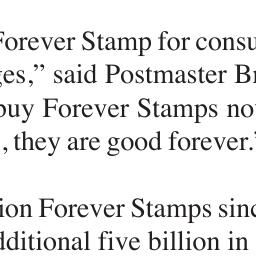 Forever Stamp for consu
ges,” said Postmaster Br
buy Forever Stamps no
, they are good forever.”
ion Forever Stamps sinc
dditional five billion in